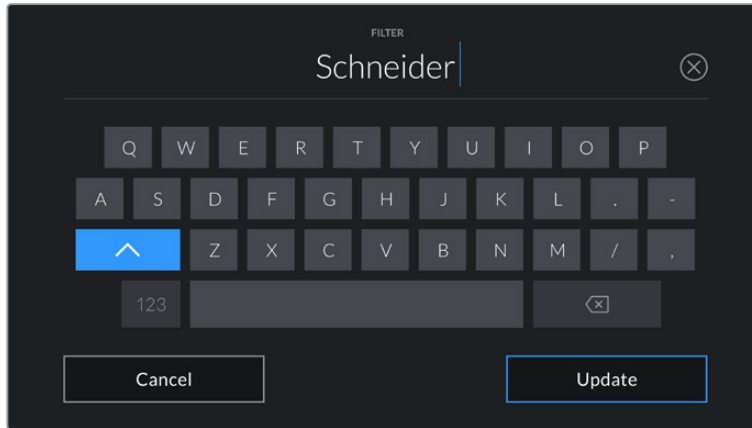 FILTER
Schneider
Q W E R T Y U I O P
A S D F G H J K L . -
Z X C V B N M / ,
123
Cancel Update